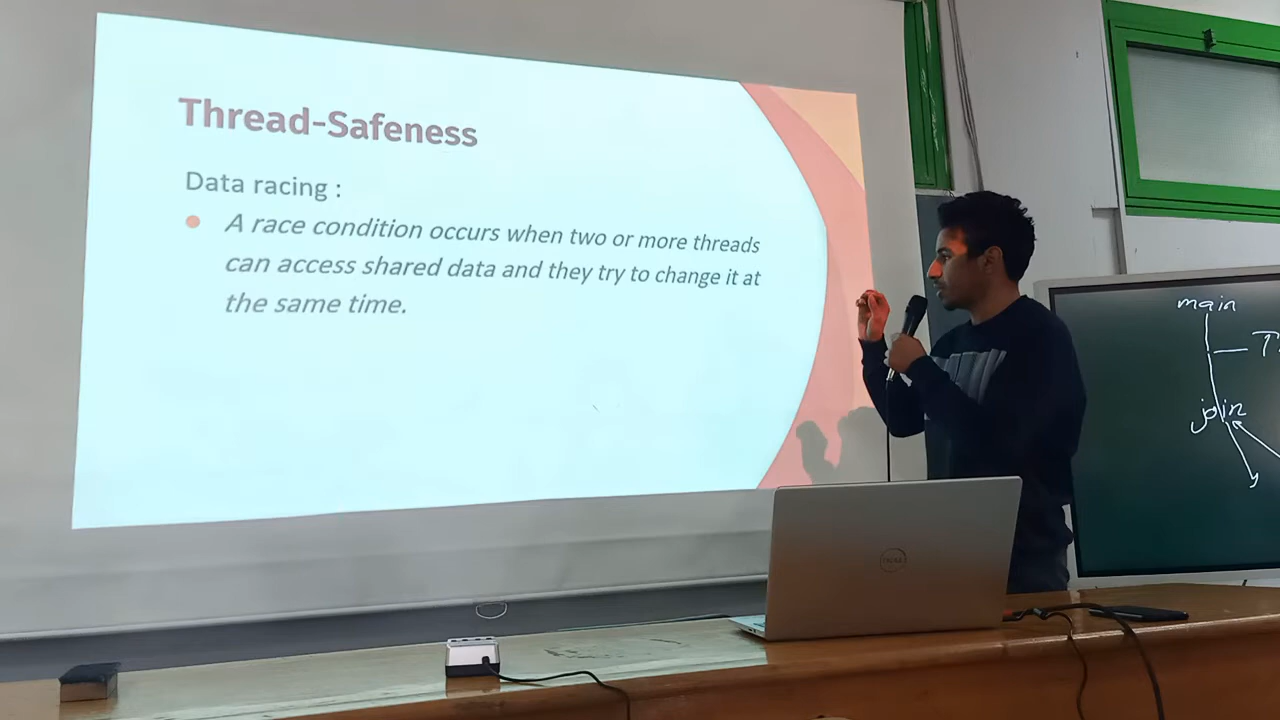 Thread-Safeness
Data racing :
A race condition occurs when two or more threads
can access shared data and they try to change it at
the same time.
main
T
join
DELL